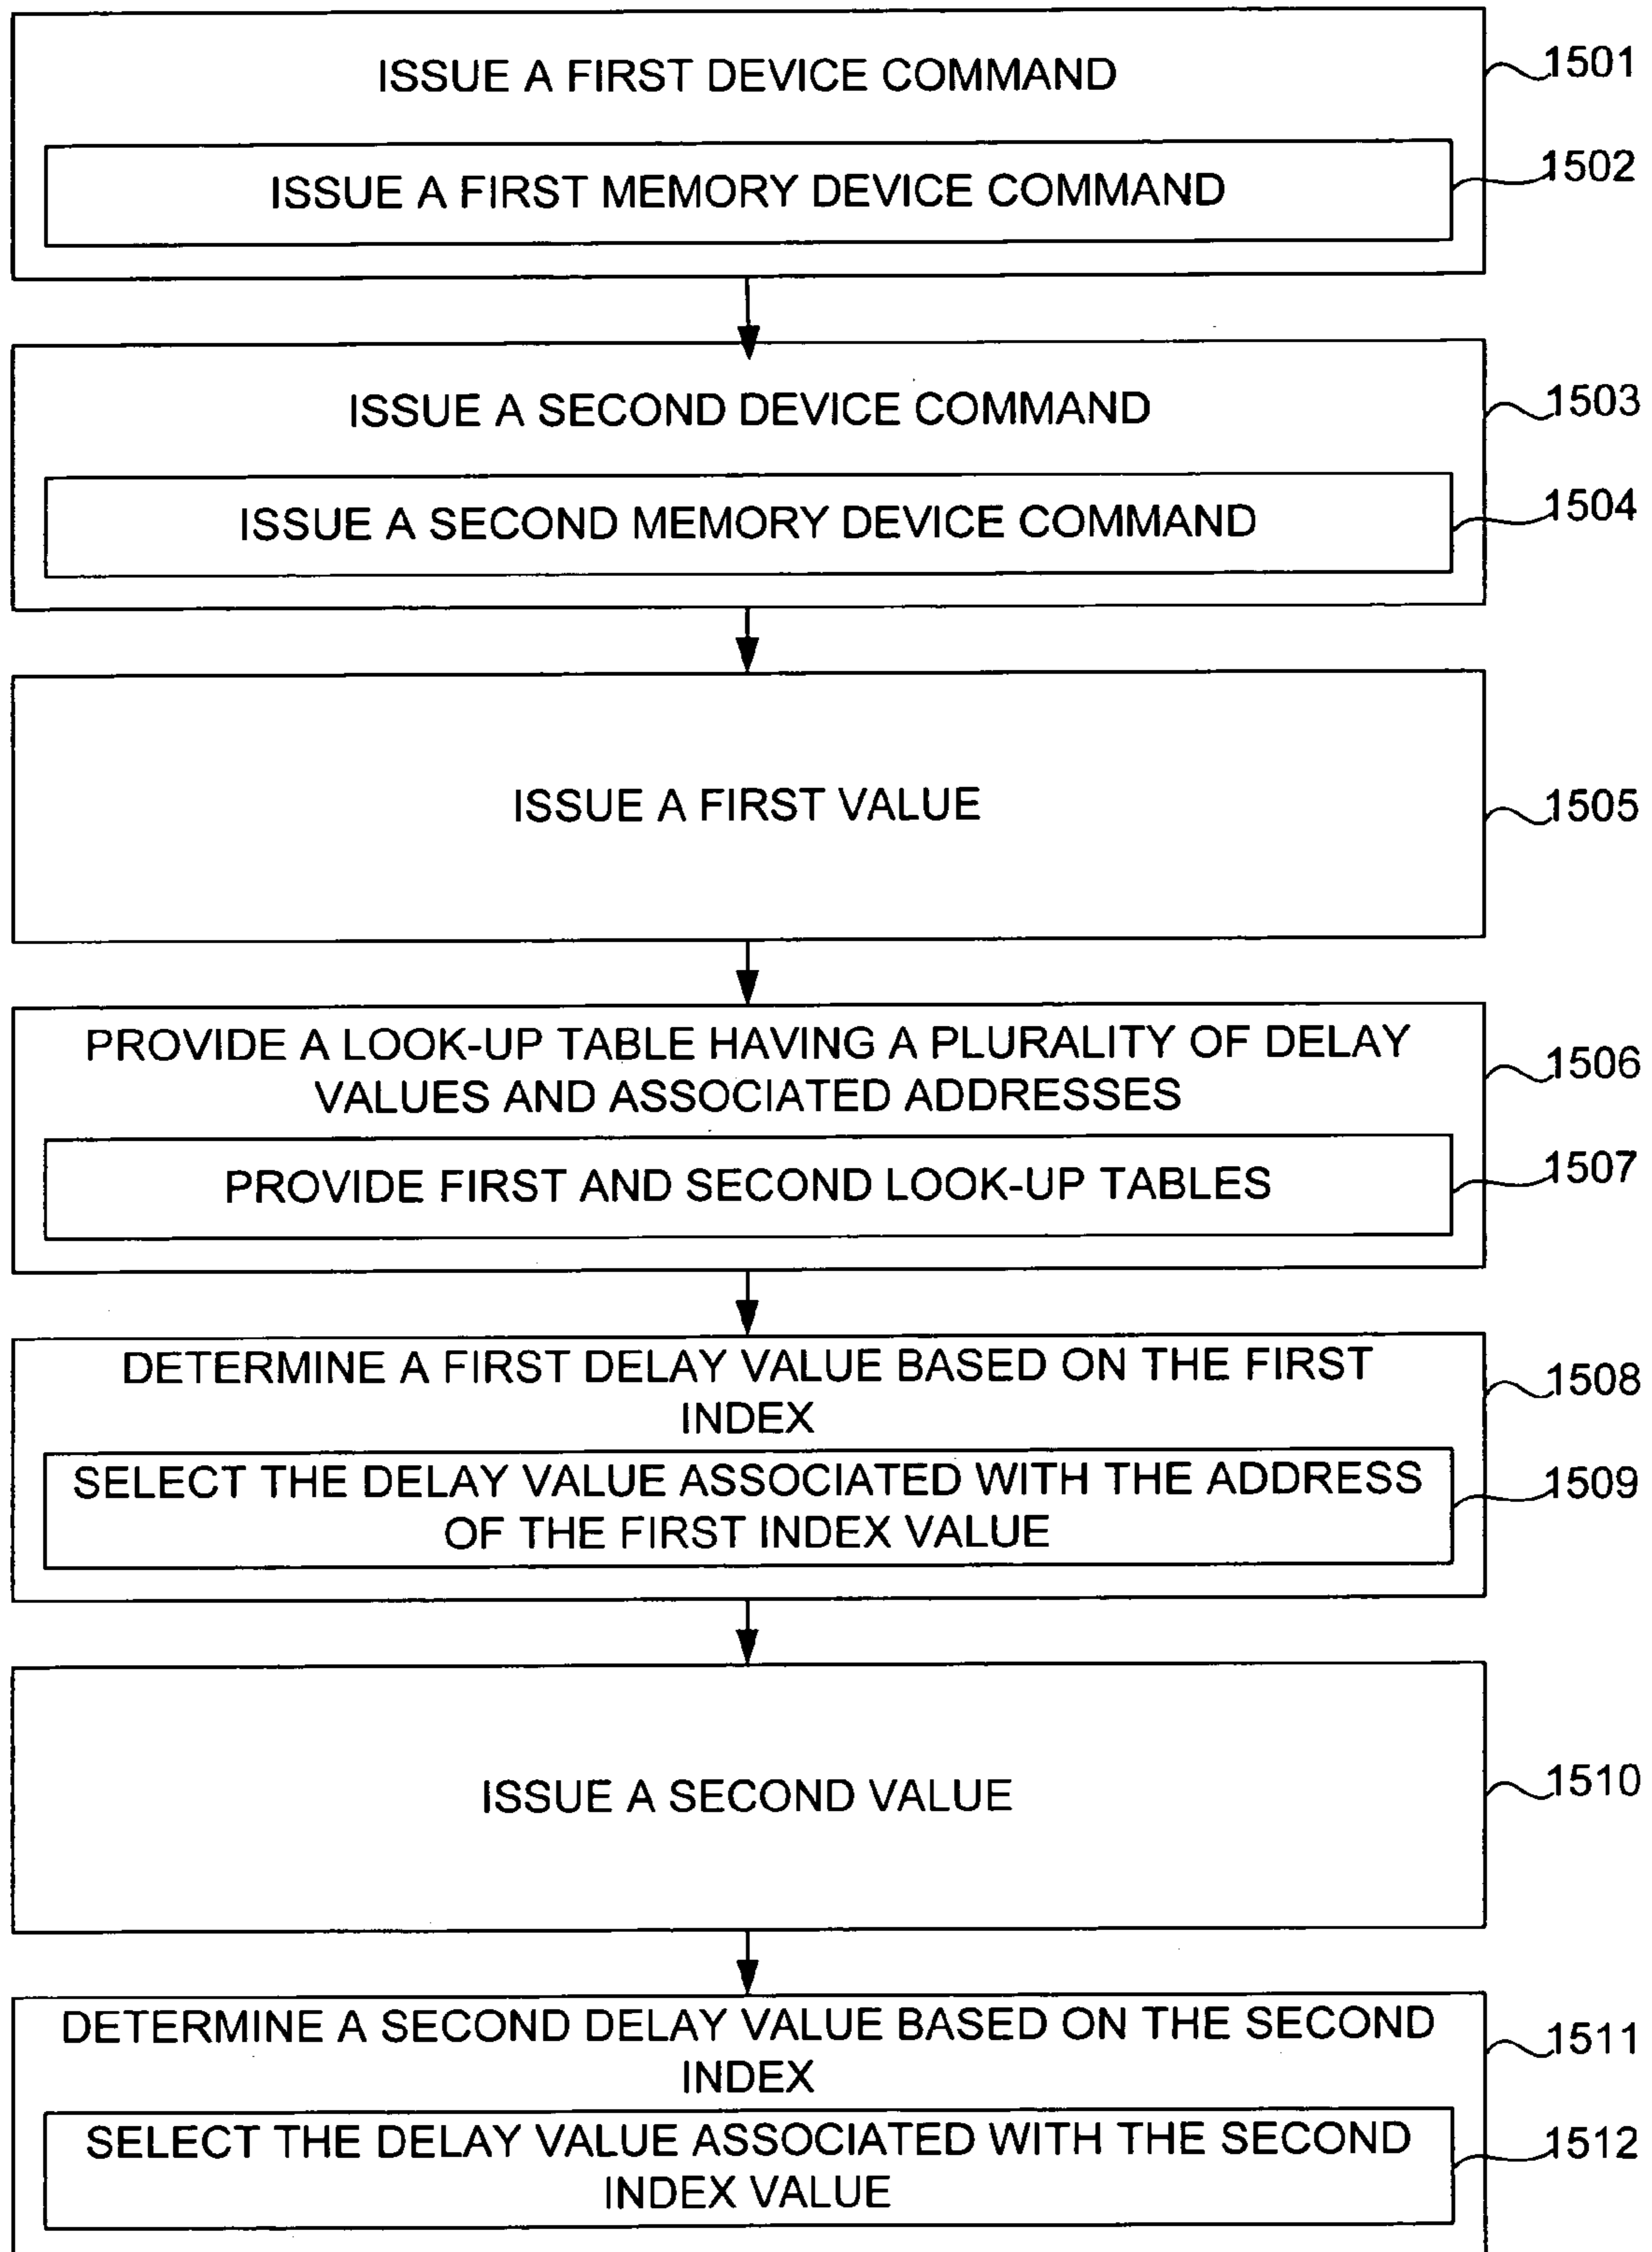 ISSUE A FIRST DEVICE COMMAND
1501
ISSUE A FIRST MEMORY DEVICE COMMAND
1502
ISSUE A SECOND DEVICE COMMAND
1503
ISSUE A SECOND MEMORY DEVICE COMMAND
1504
ISSUE A FIRST VALUE
1505
PROVIDE A LOOK-UP TABLE HAVING A PLURALITY OF DELAY
VALUES AND ASSOCIATED ADDRESSES
1506
PROVIDE FIRST AND SECOND LOOK-UP TABLES
1507
DETERMINE A FIRST DELAY VALUE BASED ON THE FIRST
INDEX
1508
SELECT THE DELAY VALUE ASSOCIATED WITH THE ADDRESS
OF THE FIRST INDEX VALUE
1509
ISSUE A SECOND VALUE
1510
DETERMINE A SECOND DELAY VALUE BASED ON THE SECOND
INDEX
1511
SELECT THE DELAY VALUE ASSOCIATED WITH THE SECOND
INDEX VALUE
1512